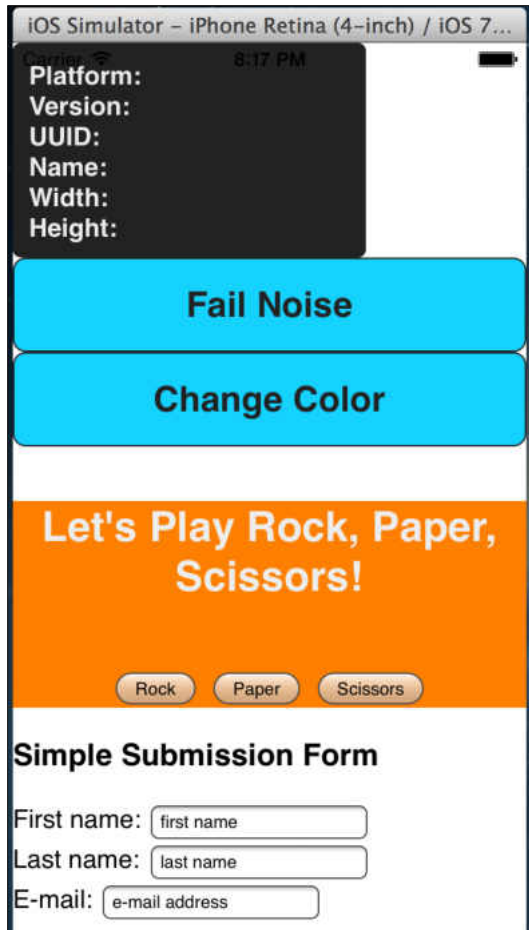 iOS Simulator – iPhone Retina (4-inch) / iOS 7...
Carrier 8:17 PM
Platform:
Version:
UUID:
Name:
Width:
Height:
Fail Noise
Change Color
Let's Play Rock, Paper,
Scissors!
Rock Paper Scissors
Simple Submission Form
First name: first name
Last name: last name
E-mail: e-mail address